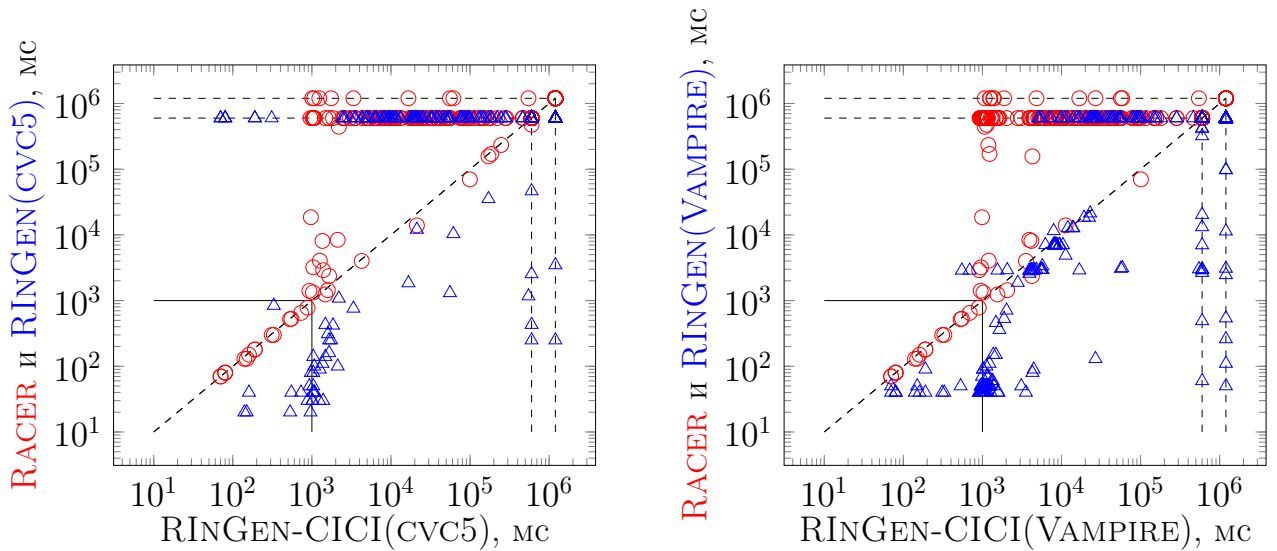 RACER и RINGEN(CVC5), мс
10^6
10^5
10^4
10^3
10^2
10^1
10^1 10^2 10^3 10^4 10^5 10^6
RINGEN-CICI(CVC5), мс
RACER и RINGEN(VAMPIRE), мс
10^6
10^5
10^4
10^3
10^2
10^1
10^1 10^2 10^3 10^4 10^5 10^6
RINGEN-CICI(VAMPIRE), мс